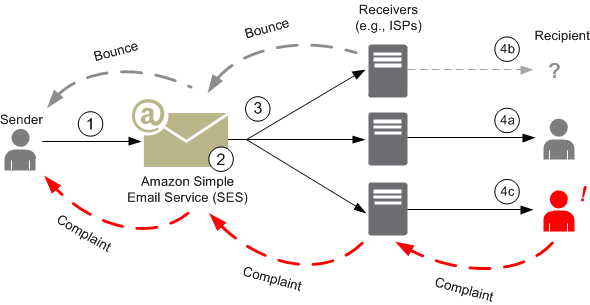 Receivers
(e.g., ISPs)
Bounce
Bounce
4b
Recipient
?
@
Sender
1
3
4a
2
Amazon Simple
Email Service (SES)
4c
!
Complaint
Complaint
Complaint